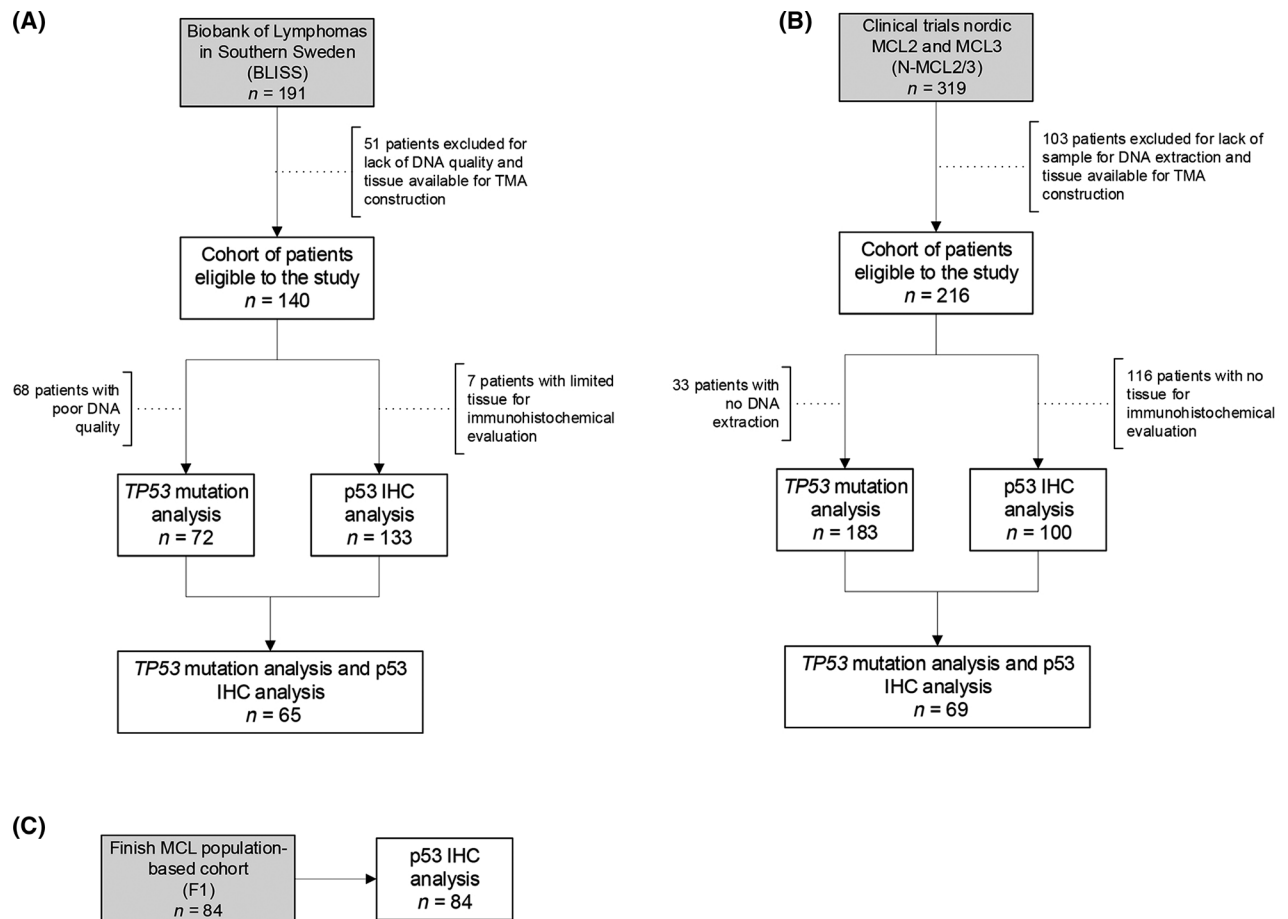 (A)
Biobank of Lymphomas
in Southern Sweden
(BLISS)
n = 191
51 patients excluded for
lack of DNA quality and
tissue available for TMA
construction
Cohort of patients
eligible to the study
n = 140
68 patients with
poor DNA
quality
7 patients with limited
tissue for
immunohistochemical
evaluation
TP53 mutation
analysis
n = 72
p53 IHC
analysis
n = 133
TP53 mutation analysis and p53
IHC analysis
n = 65
(B)
Clinical trials nordic
MCL2 and MCL3
(N-MCL2/3)
n = 319
103 patients excluded for lack of
sample for DNA extraction and
tissue available for TMA
construction
Cohort of patients
eligible to the study
n = 216
33 patients with
no DNA
extraction
116 patients with no
tissue for
immunohistochemical
evaluation
TP53 mutation
analysis
n = 183
p53 IHC
analysis
n = 100
TP53 mutation analysis and p53
IHC analysis
n = 69
(C)
Finish MCL population-
based cohort
(F1)
n = 84
p53 IHC
analysis
n = 84